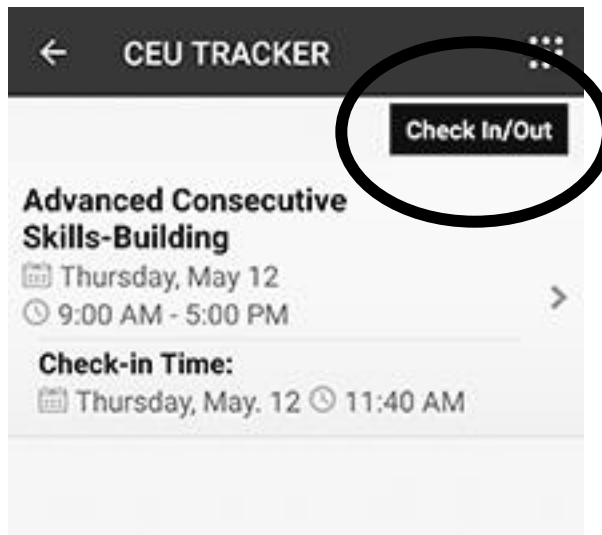 CEU TRACKER
Check In/Out
Advanced Consecutive
Skills-Building
Thursday, May 12
9:00 AM - 5:00 PM
Check-in Time:
Thursday, May. 12 11:40 AM